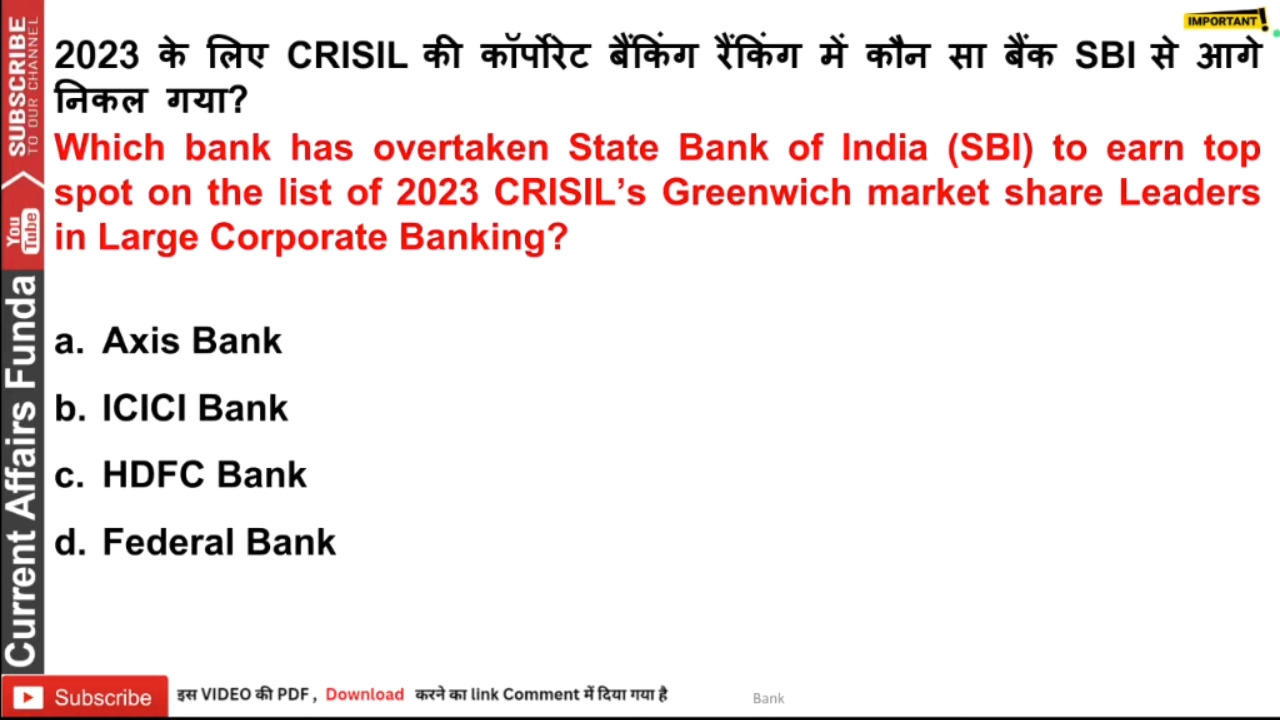 IMPORTANT !
2023 के लिए CRISIL की कॉर्पोरेट बैंकिंग रैंकिंग में कौन सा बैंक SBI से आगे
निकल गया?
Which bank has overtaken State Bank of India (SBI) to earn top
spot on the list of 2023 CRISIL’s Greenwich market share Leaders
in Large Corporate Banking?
a. Axis Bank
b. ICICI Bank
c. HDFC Bank
d. Federal Bank
SUBSCRIBE
TO OUR CHANNEL
You
Tube
Current Affairs Funda
Subscribe
इस VIDEO की PDF , Download करने का link Comment में दिया गया है
Bank